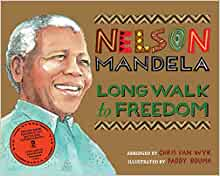 NELSON
MANDELA
LONG WALK
to FREEDOM
ABRIDGED BY CHRIS VAN WYK
ILLUSTRATED BY PADDY BOUMA